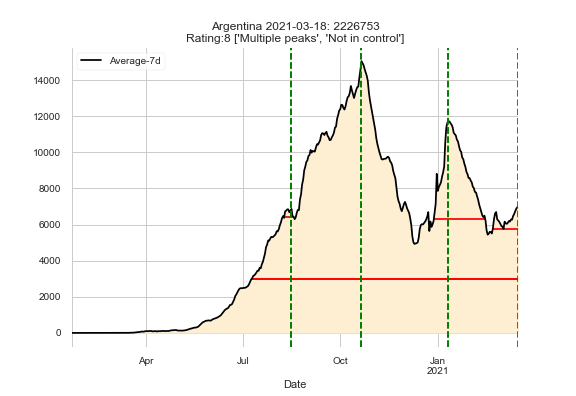 Argentina 2021-03-18: 2226753
Rating:8 ['Multiple peaks', 'Not in control']
Average-7d
14000
12000
10000
8000
6000
4000
2000
0
Apr
Jul
Oct
Jan
2021
Date